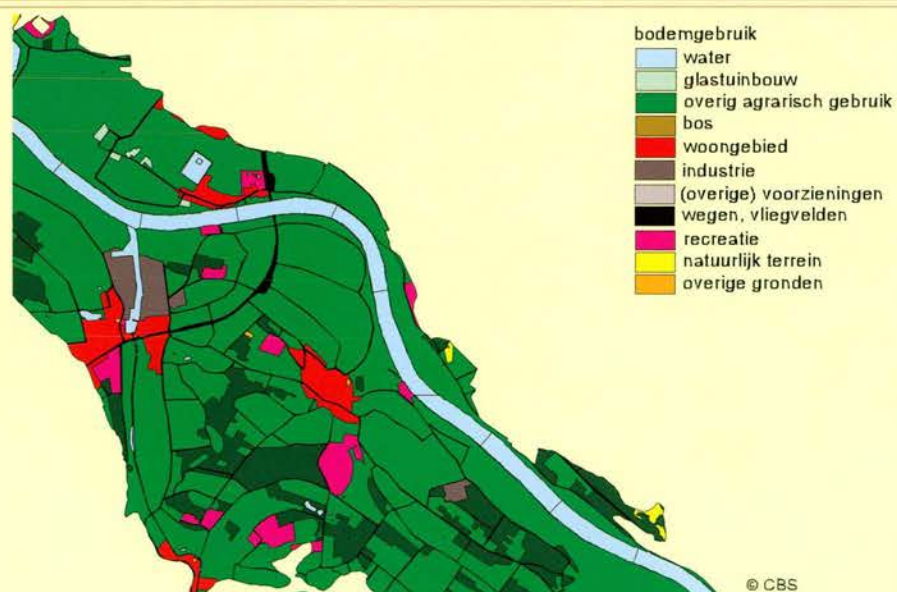 bodemgebruik
water
glastuinbouw
overig agrarisch gebruik
bos
woongebied
industrie
(overige) voorzieningen
wegen, vliegvelden
recreatie
natuurlijk terrein
overige gronden
© CBS